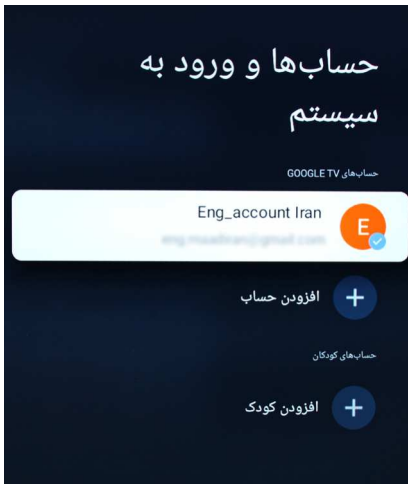 حساب‌ها و ورود به
سیستم
حساب‌های GOOGLE TV
Eng_account Iran
E
افزودن حساب
حساب‌های کودکان
افزودن کودک